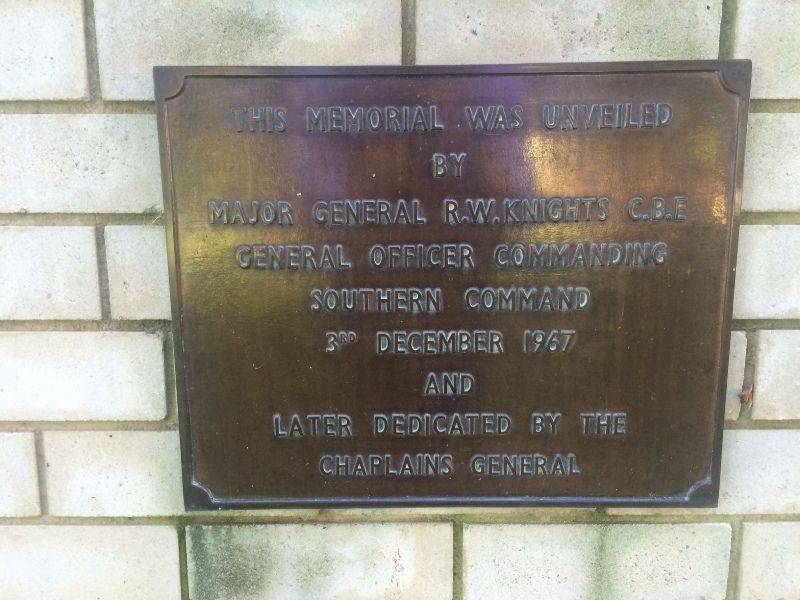 THIS MEMORIAL WAS UNVEILED
BY
MAJOR GENERAL R.W.KNIGHTS C.B.E
GENERAL OFFICER COMMANDING
SOUTHERN COMMAND
3RD DECEMBER 1967
AND
LATER DEDICATED BY THE
CHAPLAINS GENERAL